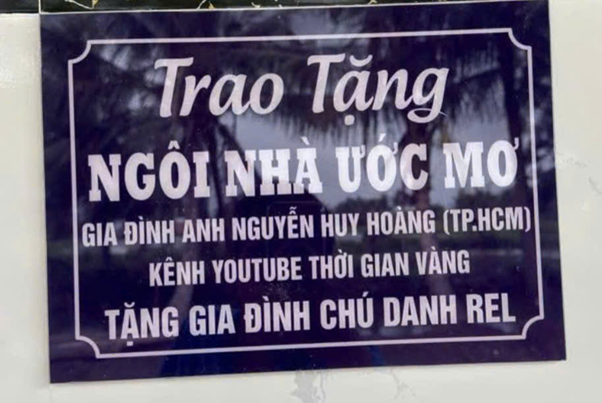 Trao Tặng
NGÔI NHÀ ƯỚC MƠ
GIA ĐÌNH ANH NGUYỄN HUY HOÀNG (TP.HCM)
KÊNH YOUTUBE THỜI GIAN VÀNG
TẶNG GIA ĐÌNH CHÚ DANH REL